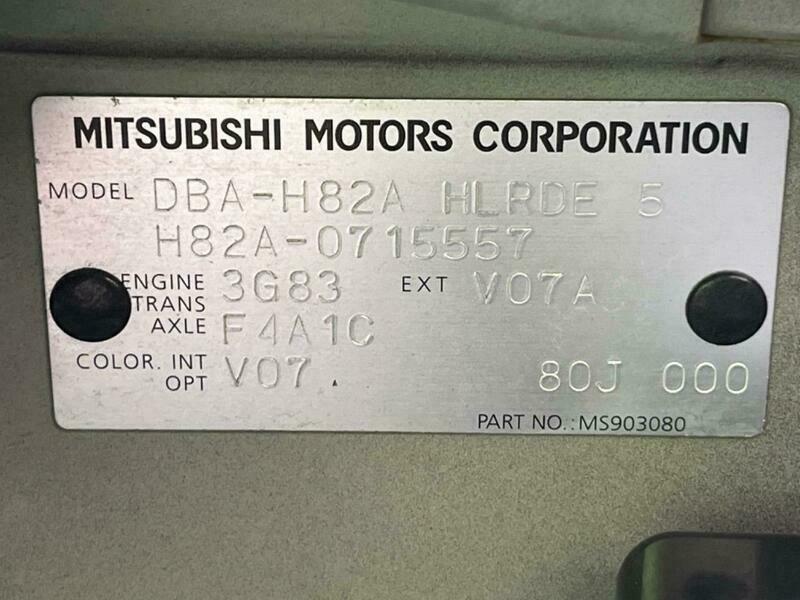 MITSUBISHI MOTORS CORPORATION
MODEL DBA-H82A HLRDE 5
H82A-0715557
ENGINE 3G83 EXT V07A
TRANS
AXLE F4A1C
COLOR. INT V07
OPT 80J 000
PART NO.:MS903080